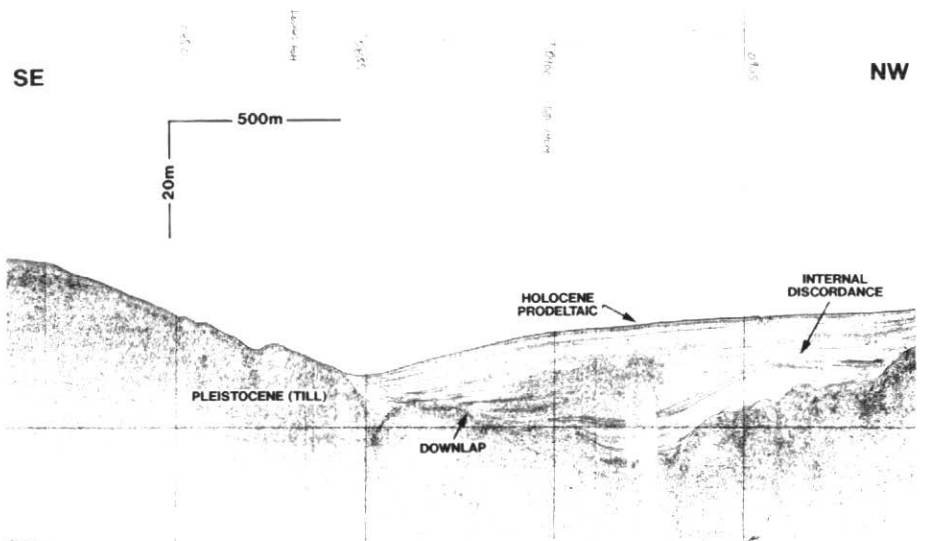 SE
NW
500m
20m
INTERNAL
DISCORDANCE
HOLOCENE
PRODELTAIC
PLEISTOCENE (TILL)
DOWNLAP